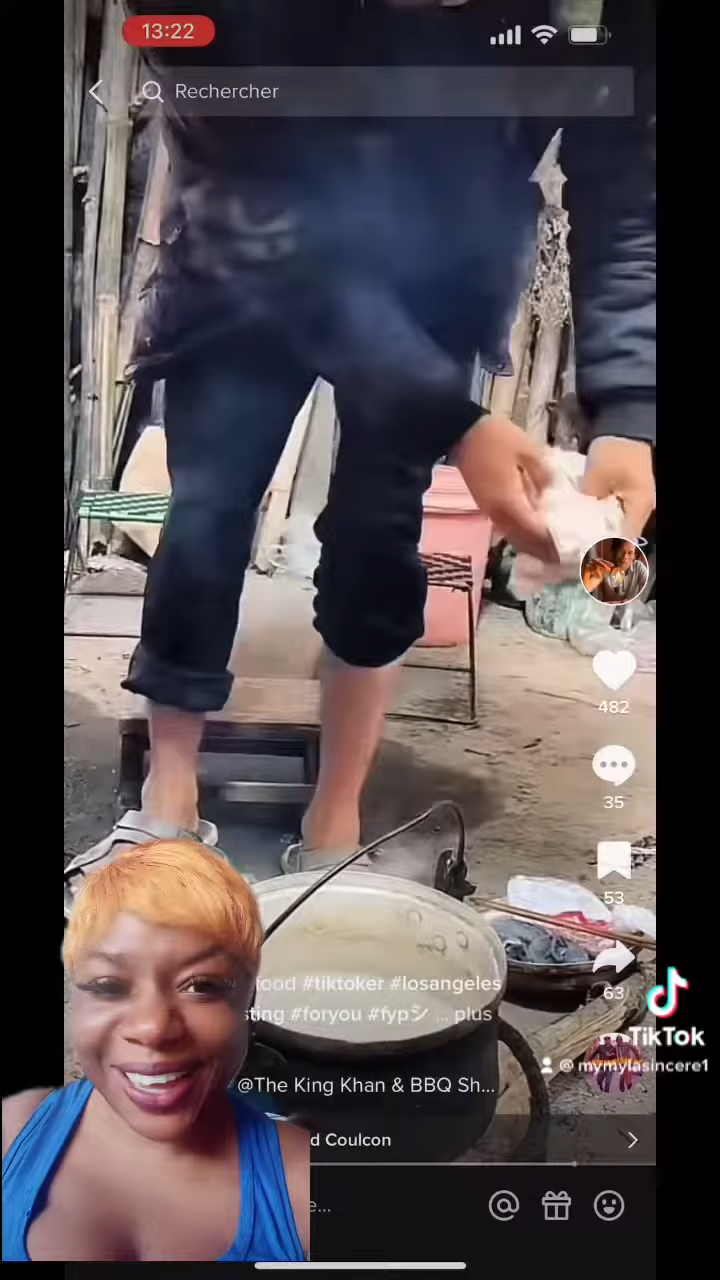 13:22
Rechercher
482
35
53
63
food #tiktoker #losangeles
sting #foryou #fypシ ... plus
@The King Khan & BBQ Sh...
d Coulcon
e...
TikTok
@mymylasincere1